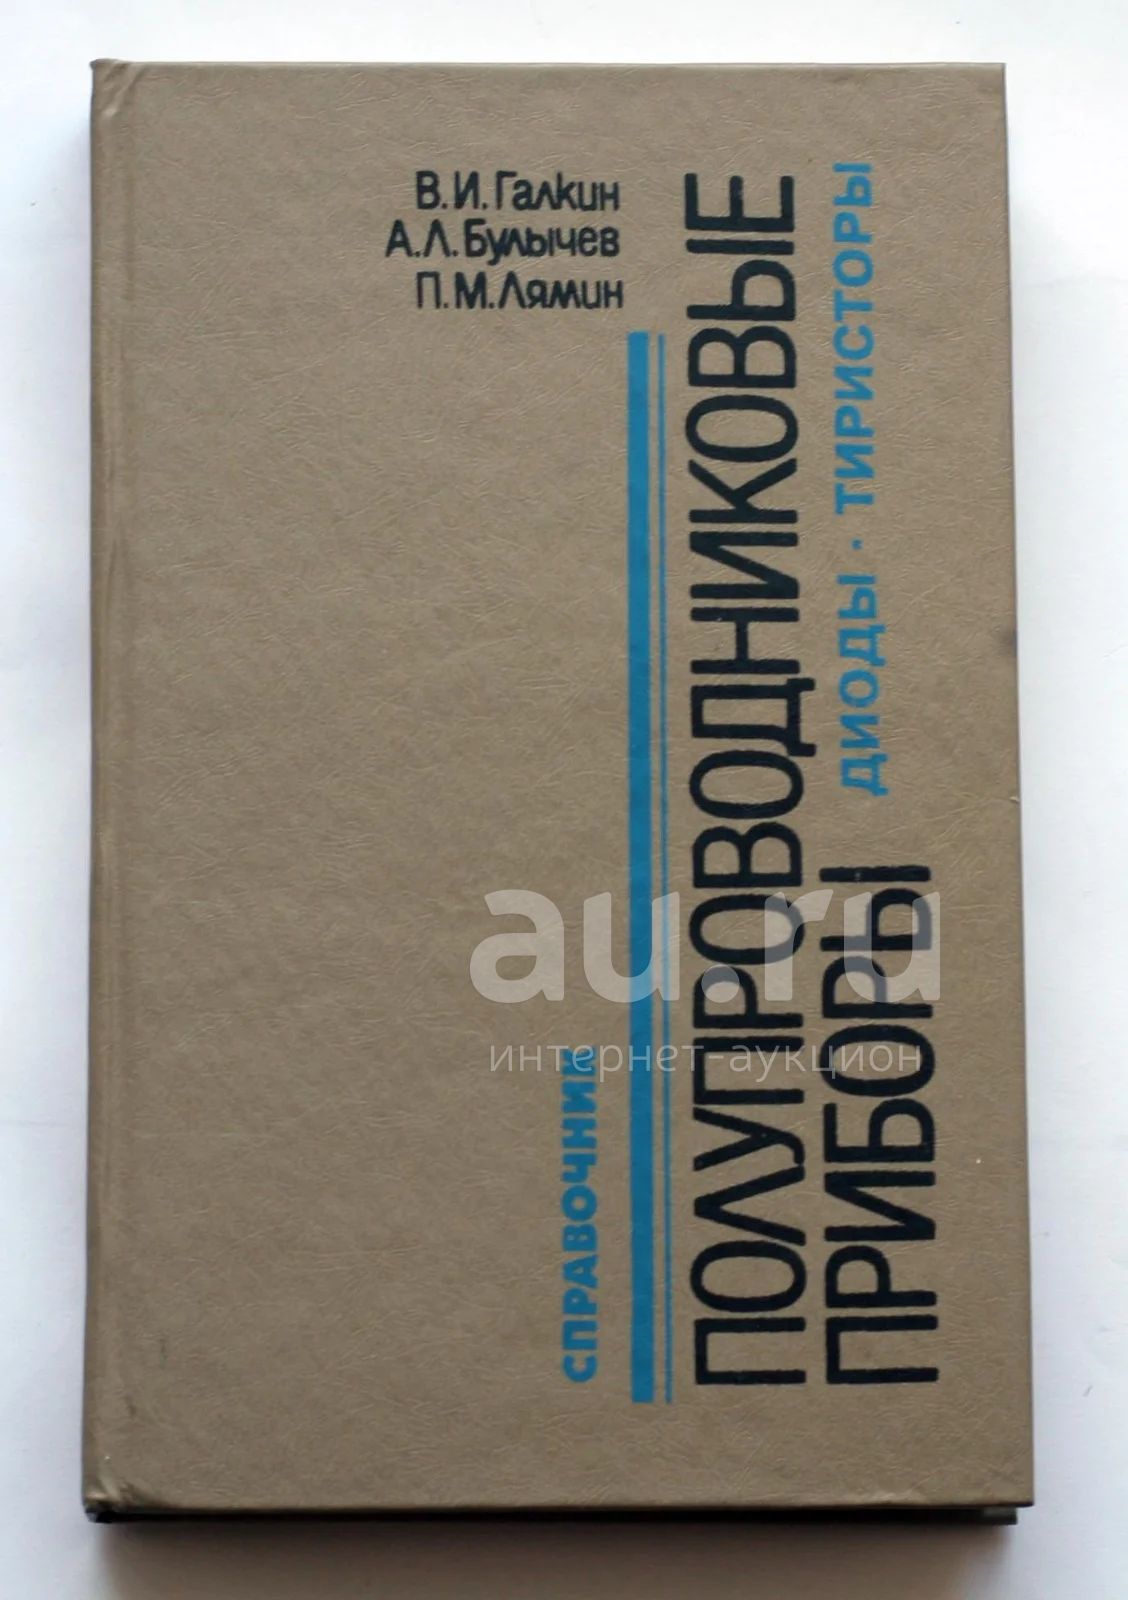 В.И.Галкин
А.Л.Булычев
П.М.Лямин
СПРАВОЧНИК
ПОЛУПРОВОДНИКОВЫЕ
ПРИБОРЫ
ДИОДЫ · ТИРИСТОРЫ
au.ru
интернет-аукцион